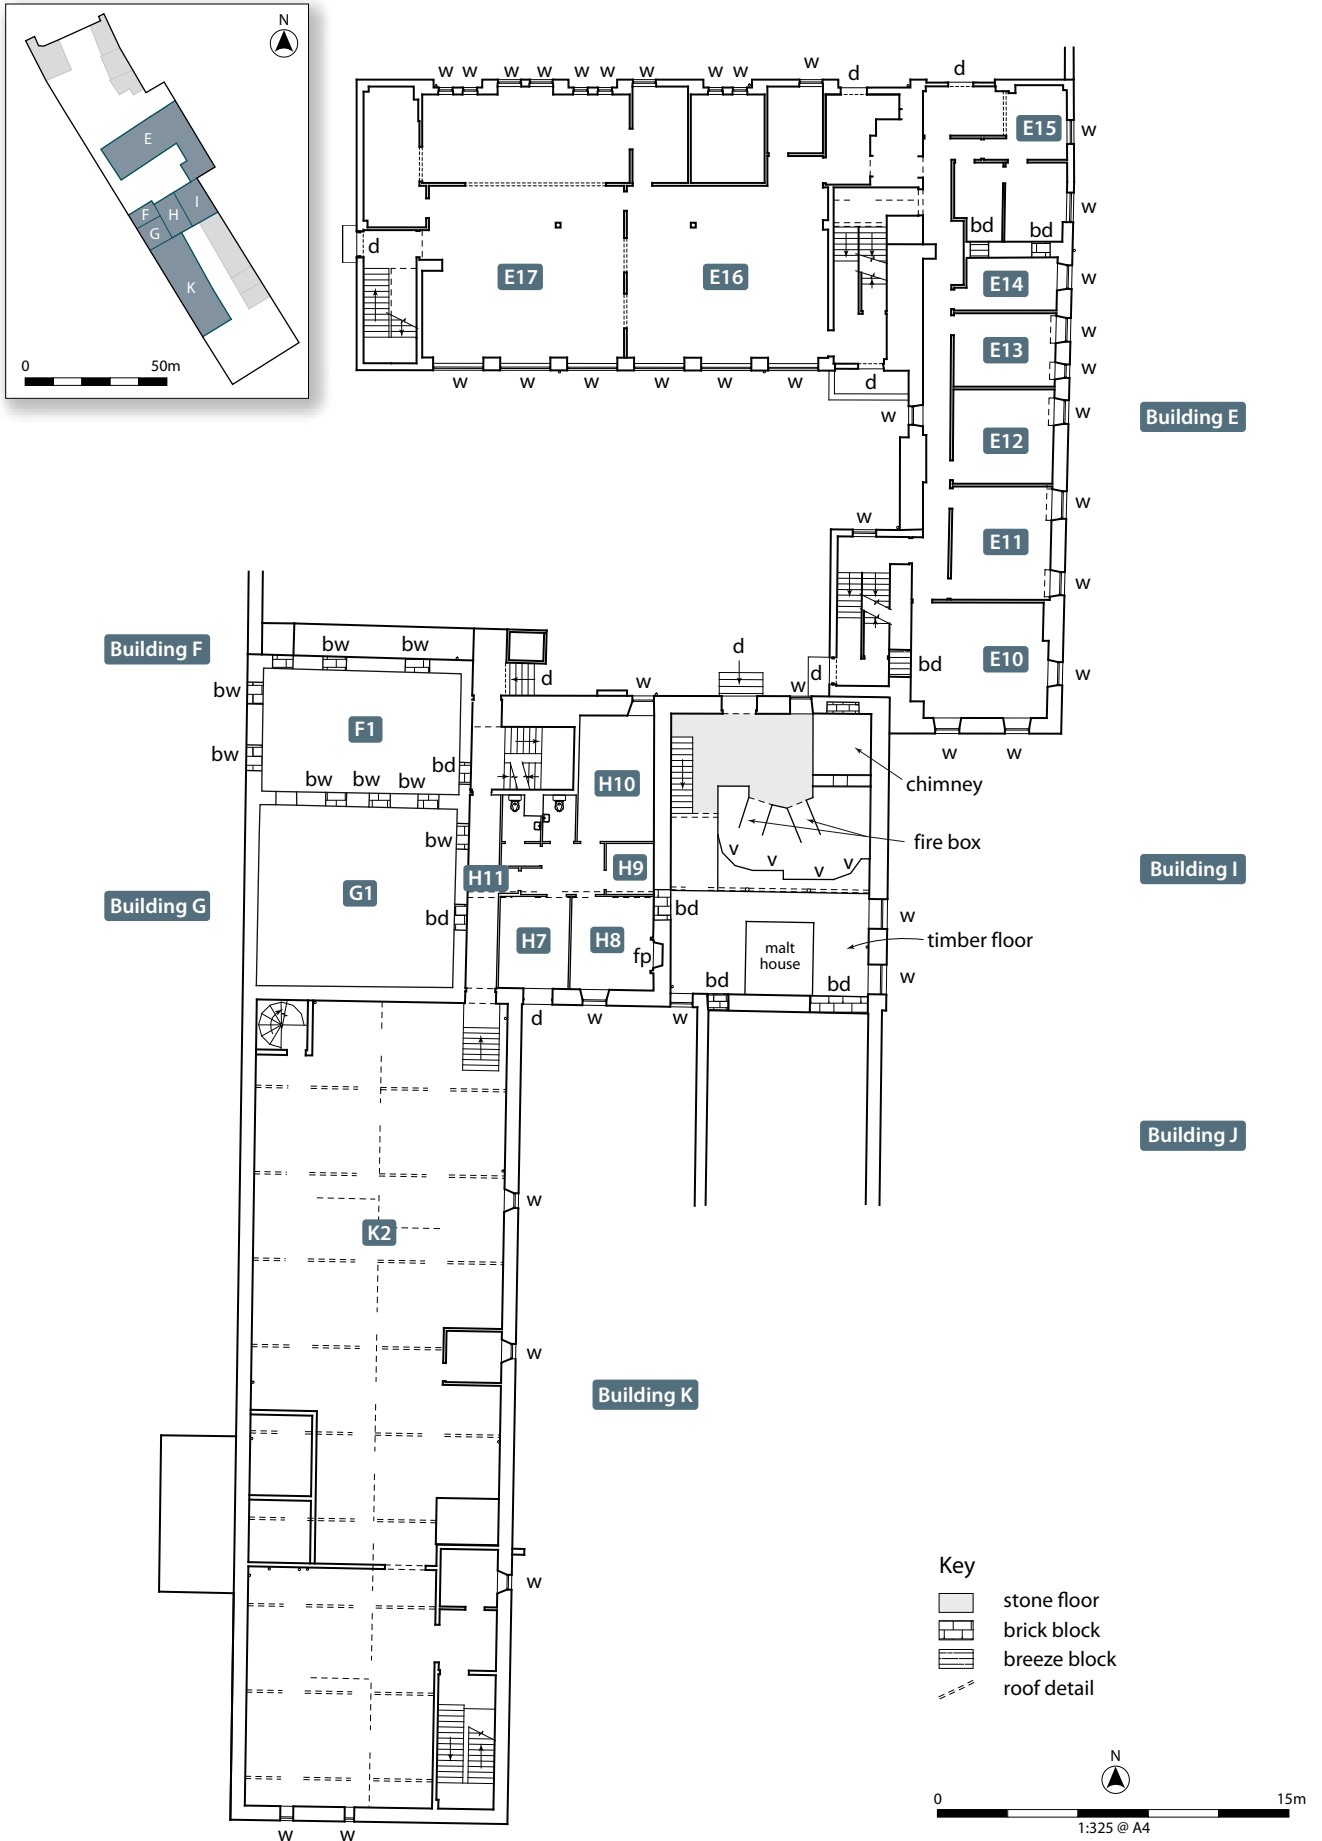 N
E
F
H
I
G
K
0 50m
w w w w w w w w w w d d
E15
w
w
d
bd
bd
E17
E16
E14
w
E13
w
w
w w w w w w d
w
E12
w
Building E
E11
w
w
w
Building F
bw bw
d
d
w
w
d
bd
E10
w
bw
F1
bw
bd
w w
bw bw bw
H10
chimney
fire box
bw
v v v v
H9
H11
Building I
Building G
G1
bd
bd
w
H7
H8
fp
malt
house
timber floor
w
bd
bd
d w w
Building J
w
K2
w
Building K
w
Key
stone floor
brick block
breeze block
roof detail
N
0 15m
1:325 @ A4
w w